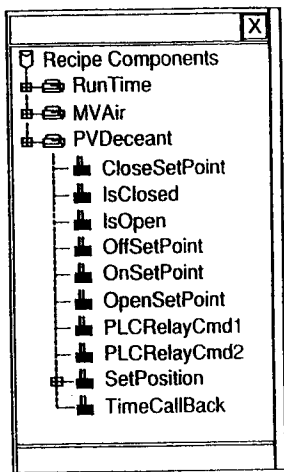 X
Recipe Components
RunTime
MVAir
PVDeceant
CloseSetPoint
IsClosed
IsOpen
OffSetPoint
OnSetPoint
OpenSetPoint
PLCRelayCmd1
PLCRelayCmd2
SetPosition
TimeCallBack